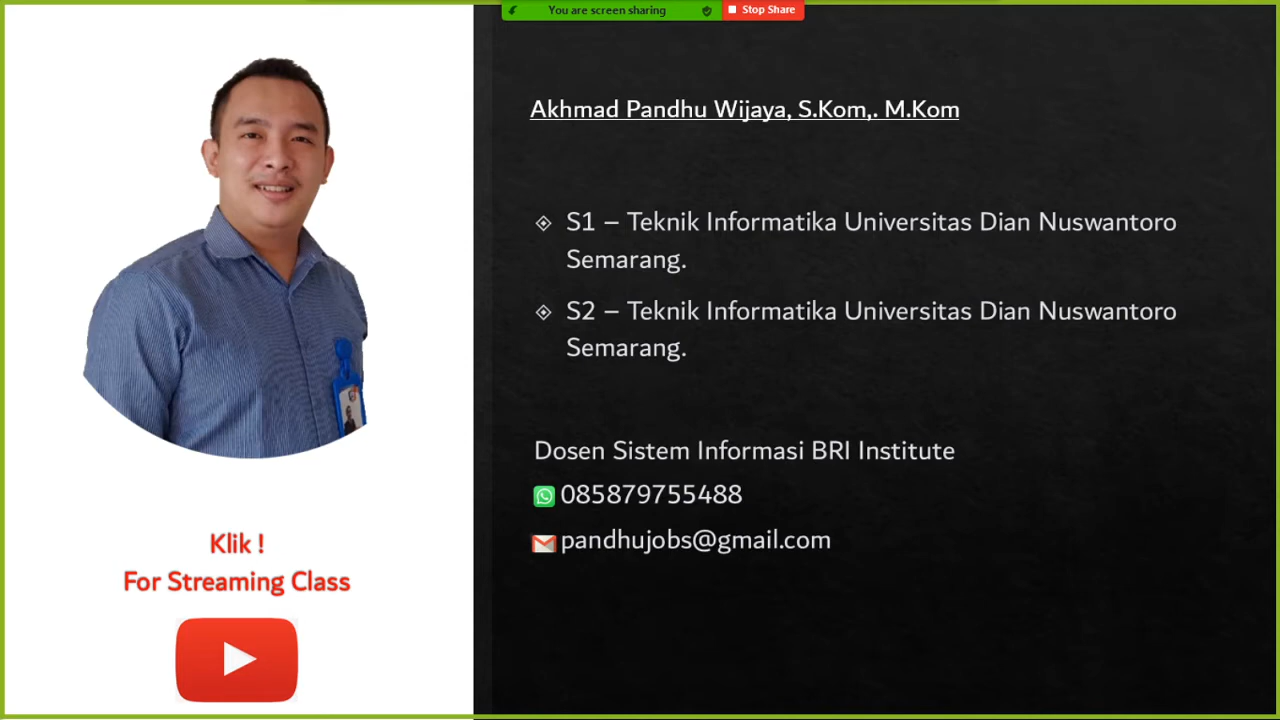 You are screen sharing
Stop Share
Akhmad Pandhu Wijaya, S.Kom,. M.Kom
S1 – Teknik Informatika Universitas Dian Nuswantoro
Semarang.
S2 – Teknik Informatika Universitas Dian Nuswantoro
Semarang.
Dosen Sistem Informasi BRI Institute
085879755488
pandhujobs@gmail.com
Klik !
For Streaming Class